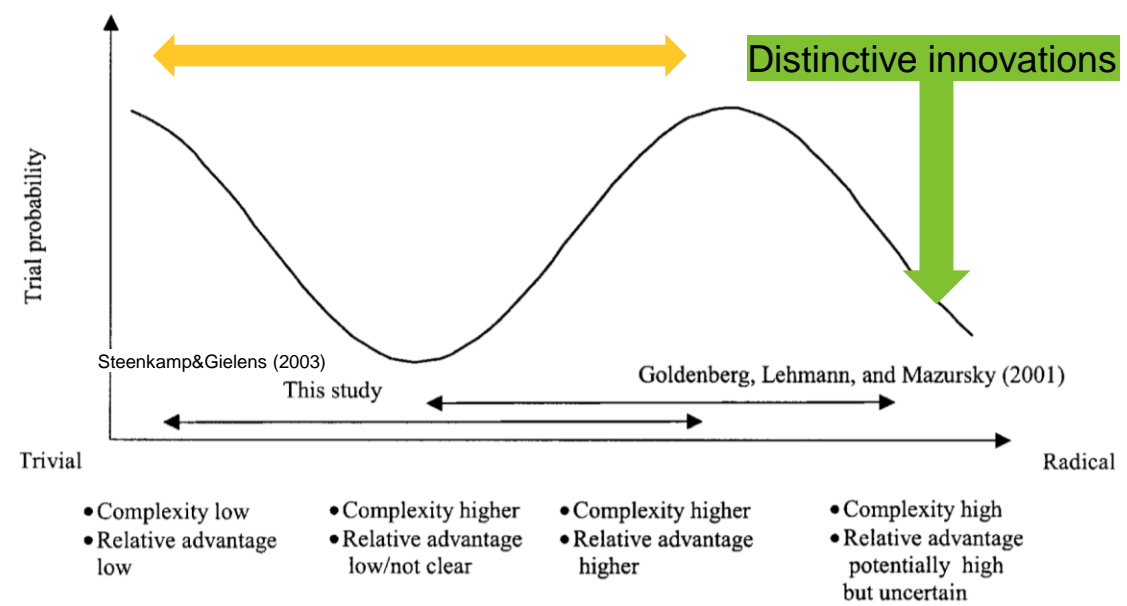 Distinctive innovations
Trial probability
Steenkamp&Gielens (2003)
This study
Goldenberg, Lehmann, and Mazursky (2001)
Trivial
Radical
•Complexity low
•Relative advantage
low
•Complexity higher
•Relative advantage
low/not clear
•Complexity higher
•Relative advantage
higher
•Complexity high
•Relative advantage
potentially high
but uncertain